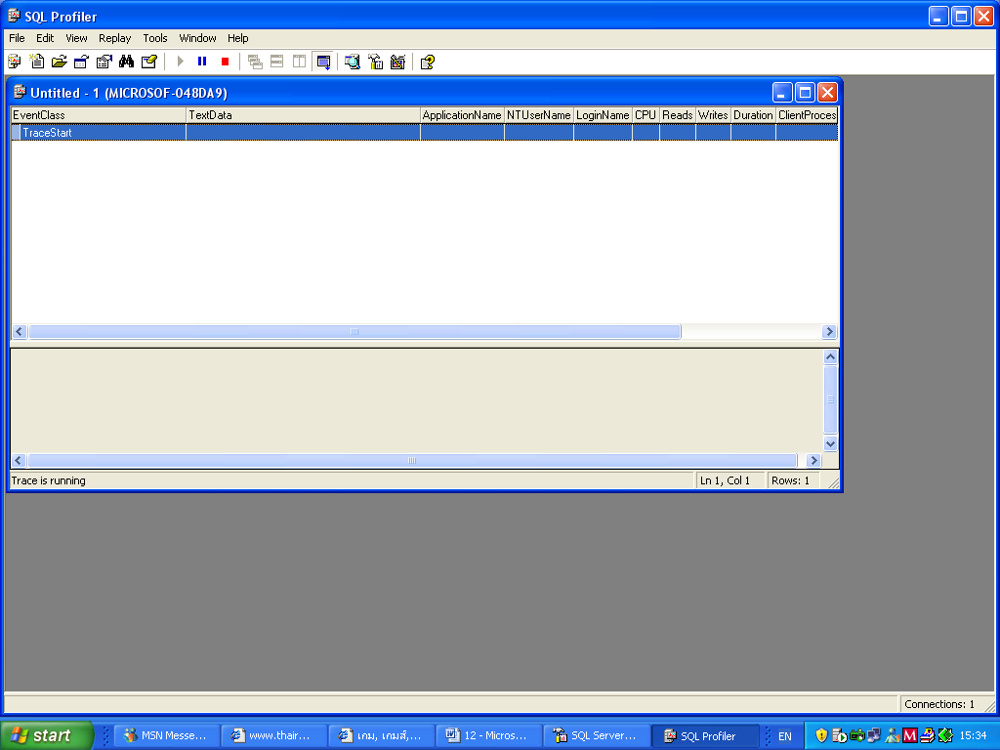 SQL Profiler
File Edit View Replay Tools Window Help
Untitled - 1 (MICROSOF-048DA9)
EventClass TextData ApplicationName NTUserName LoginName CPU Reads Writes Duration ClientProces
TraceStart
Trace is running Ln 1, Col 1 Rows: 1
Connections: 1
start MSN Messe... www.thair... เกม, เกมส์,... 12 - Micros... SQL Server... SQL Profiler EN M 15:34